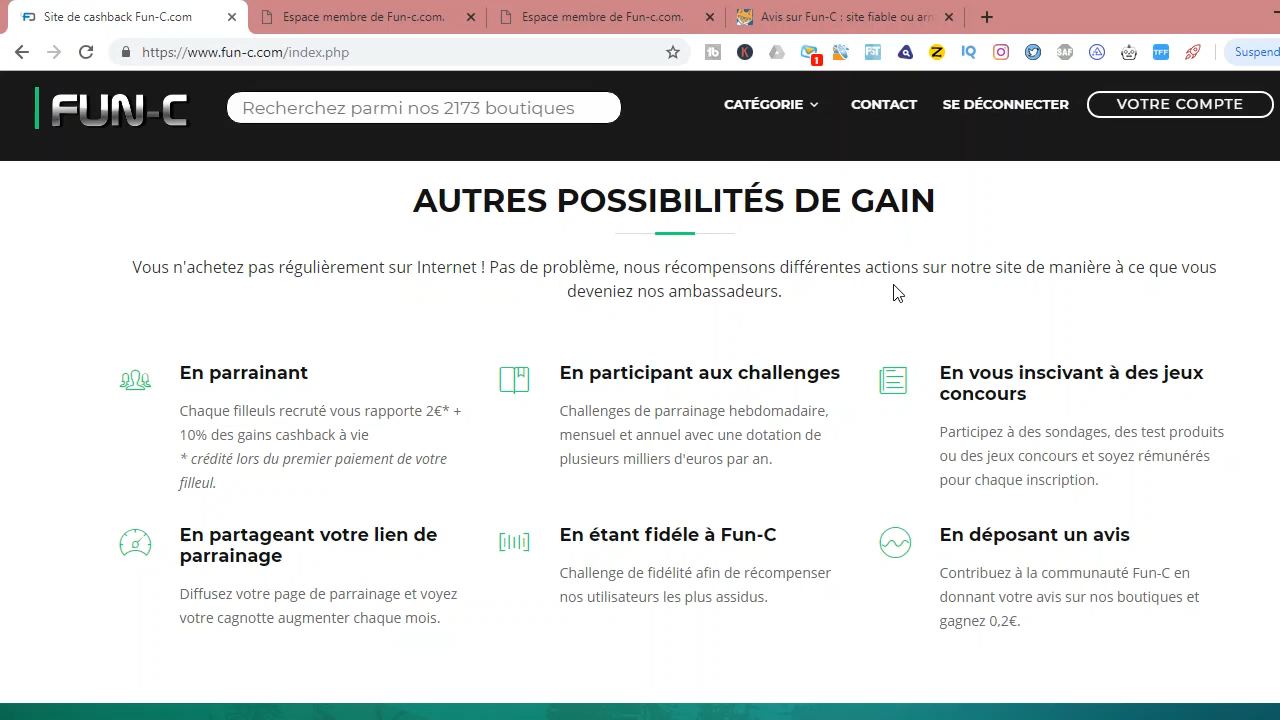 Site de cashback Fun-C.com
Espace membre de Fun-c.com.
Espace membre de Fun-c.com.
Avis sur Fun-C : site fiable ou arn
https://www.fun-c.com/index.php
1
Suspend
FUN-C
Recherchez parmi nos 2173 boutiques
CATÉGORIE
CONTACT
SE DÉCONNECTER
VOTRE COMPTE
AUTRES POSSIBILITÉS DE GAIN
Vous n'achetez pas régulièrement sur Internet ! Pas de problème, nous récompensons différentes actions sur notre site de manière à ce que vous
deveniez nos ambassadeurs.
En parrainant
Chaque filleuls recruté vous rapporte 2€* +
10% des gains cashback à vie
* crédité lors du premier paiement de votre
filleul.
En participant aux challenges
Challenges de parrainage hebdomadaire,
mensuel et annuel avec une dotation de
plusieurs milliers d'euros par an.
En vous inscivant à des jeux
concours
Participez à des sondages, des test produits
ou des jeux concours et soyez rémunérés
pour chaque inscription.
En partageant votre lien de
parrainage
Diffusez votre page de parrainage et voyez
votre cagnotte augmenter chaque mois.
En étant fidéle à Fun-C
Challenge de fidélité afin de récompenser
nos utilisateurs les plus assidus.
En déposant un avis
Contribuez à la communauté Fun-C en
donnant votre avis sur nos boutiques et
gagnez 0,2€.